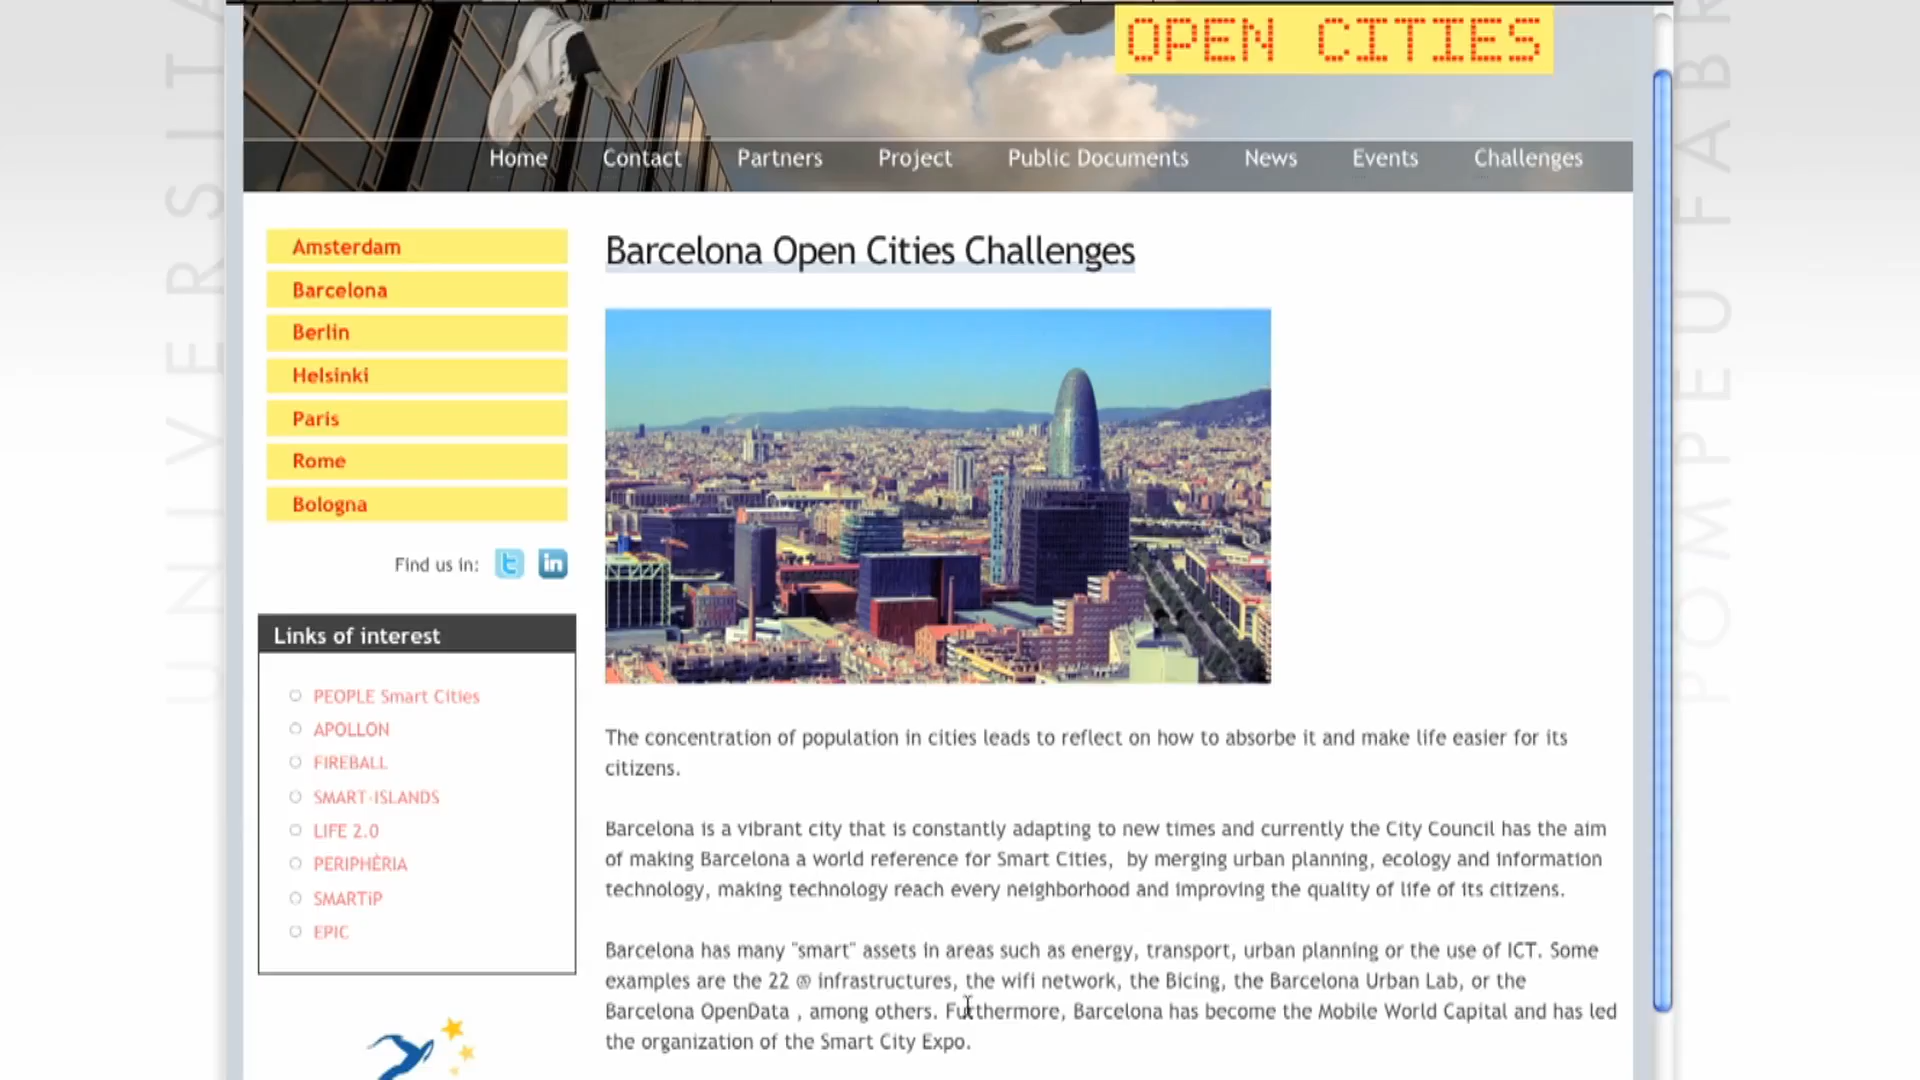 OPEN CITIES
Home Contact Partners Project Public Documents News Events Challenges
Amsterdam
Barcelona
Berlin
Helsinki
Paris
Rome
Bologna
Find us in:
Links of interest
PEOPLE Smart Cities
APOLLON
FIREBALL
SMART-ISLANDS
LIFE 2.0
PERIPHÈRIA
SMARTiP
EPIC
Barcelona Open Cities Challenges
The concentration of population in cities leads to reflect on how to absorbe it and make life easier for its
citizens.
Barcelona is a vibrant city that is constantly adapting to new times and currently the City Council has the aim
of making Barcelona a world reference for Smart Cities, by merging urban planning, ecology and information
technology, making technology reach every neighborhood and improving the quality of life of its citizens.
Barcelona has many "smart" assets in areas such as energy, transport, urban planning or the use of ICT. Some
examples are the 22 @ infrastructures, the wifi network, the Bicing, the Barcelona Urban Lab, or the
Barcelona OpenData , among others. Furthermore, Barcelona has become the Mobile World Capital and has led
the organization of the Smart City Expo.
UNIVERSITA
POMPEU FABR